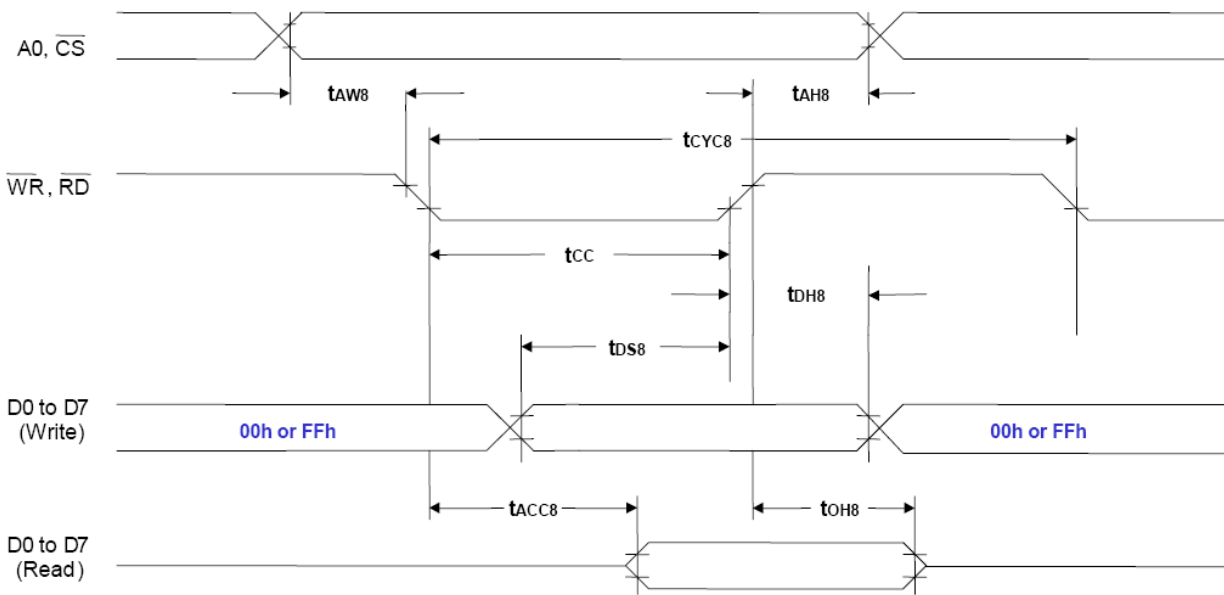 A0, CS
tAW8
tAH8
tCYC8
WR, RD
tCC
tDH8
tDS8
D0 to D7
(Write)
00h or FFh
00h or FFh
tACC8
tOH8
D0 to D7
(Read)